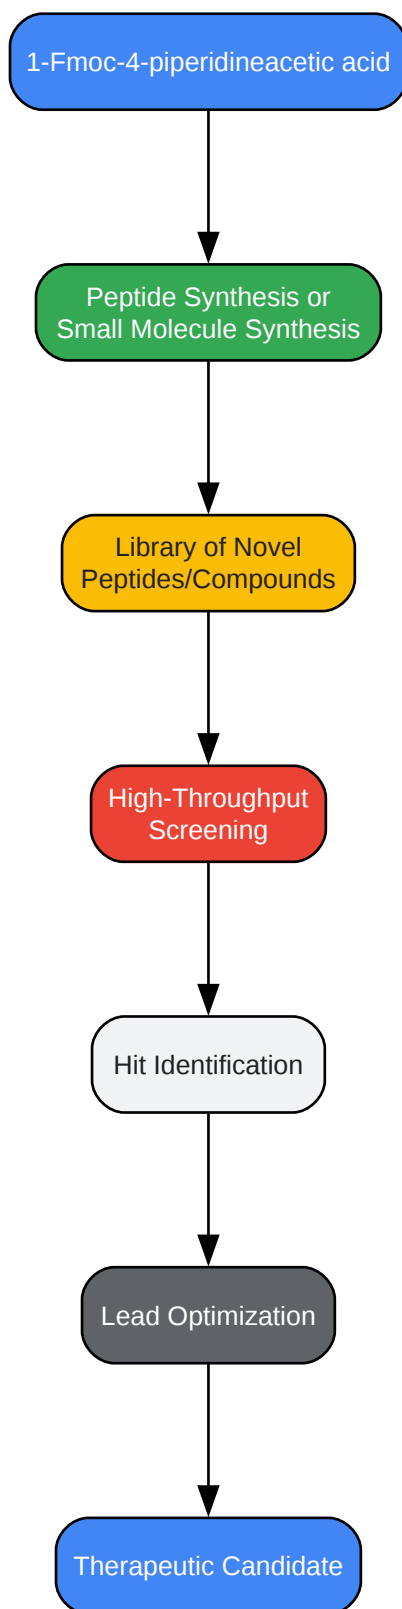 1-Fmoc-4-piperidineacetic acid
Peptide Synthesis or
Small Molecule Synthesis
Library of Novel
Peptides/Compounds
High-Throughput
Screening
Hit Identification
Lead Optimization
Therapeutic Candidate